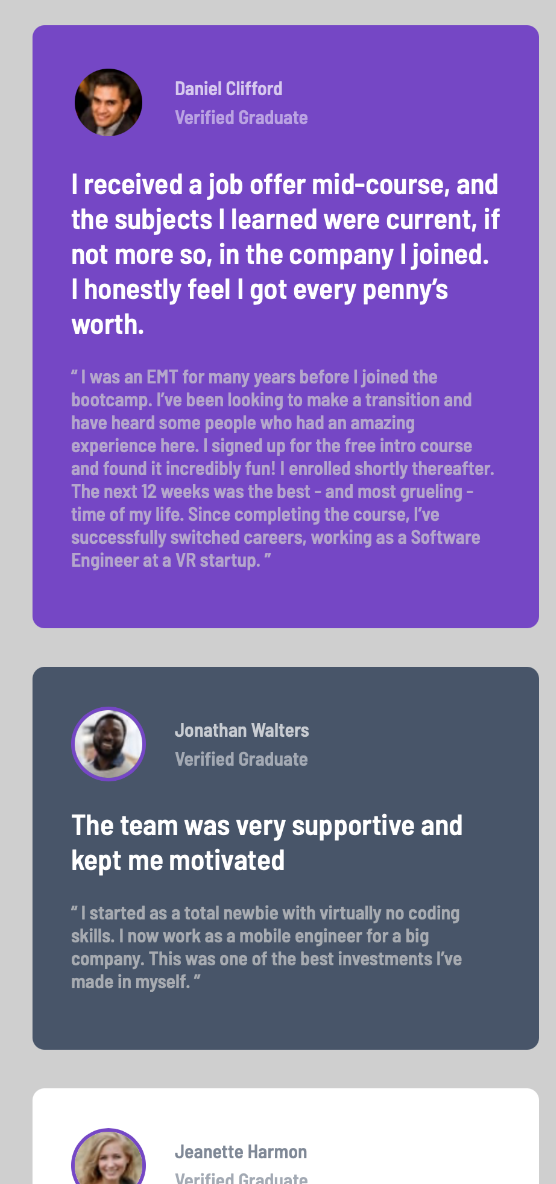 Daniel Clifford
Verified Graduate
I received a job offer mid-course, and
the subjects I learned were current, if
not more so, in the company I joined.
I honestly feel I got every penny’s
worth.
“ I was an EMT for many years before I joined the
bootcamp. I’ve been looking to make a transition and
have heard some people who had an amazing
experience here. I signed up for the free intro course
and found it incredibly fun! I enrolled shortly thereafter.
The next 12 weeks was the best - and most grueling -
time of my life. Since completing the course, I’ve
successfully switched careers, working as a Software
Engineer at a VR startup. ”
Jonathan Walters
Verified Graduate
The team was very supportive and
kept me motivated
“ I started as a total newbie with virtually no coding
skills. I now work as a mobile engineer for a big
company. This was one of the best investments I’ve
made in myself. ”
Jeanette Harmon
Verified Graduate